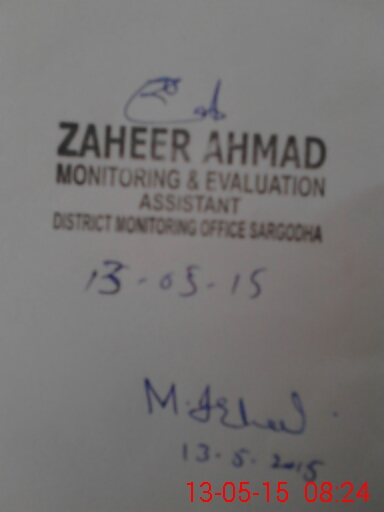 ZAHEER AHMAD
MONITORING & EVALUATION
ASSISTANT
DISTRICT MONITORING OFFICE SARGODHA
13-05-15
M.
13-5-2015
13-05-15 08:24